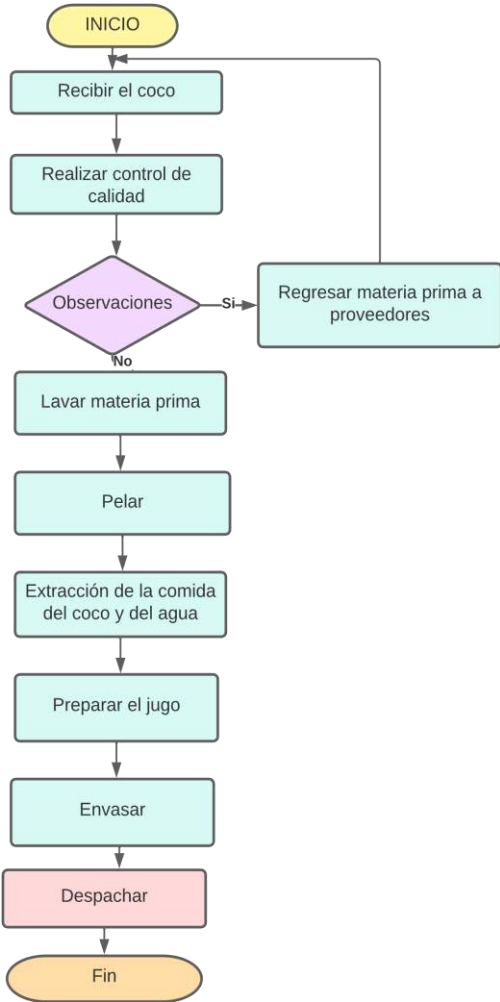 INICIO
Recibir el coco
Realizar control de
calidad
Observaciones
Si
Regresar materia prima a
proveedores
No
Lavar materia prima
Pelar
Extracción de la comida
del coco y del agua
Preparar el jugo
Envasar
Despachar
Fin